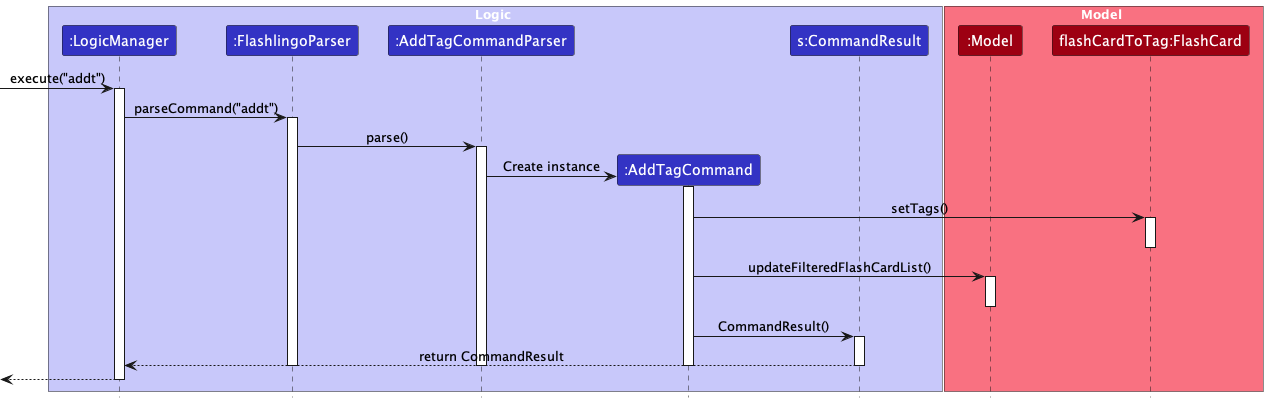 Logic
Model
:LogicManager
:FlashlingoParser
:AddTagCommandParser
s:CommandResult
:Model
flashCardToTag:FlashCard
execute("addt")
parseCommand("addt")
parse()
Create instance
:AddTagCommand
setTags()
updateFilteredFlashCardList()
CommandResult()
return CommandResult